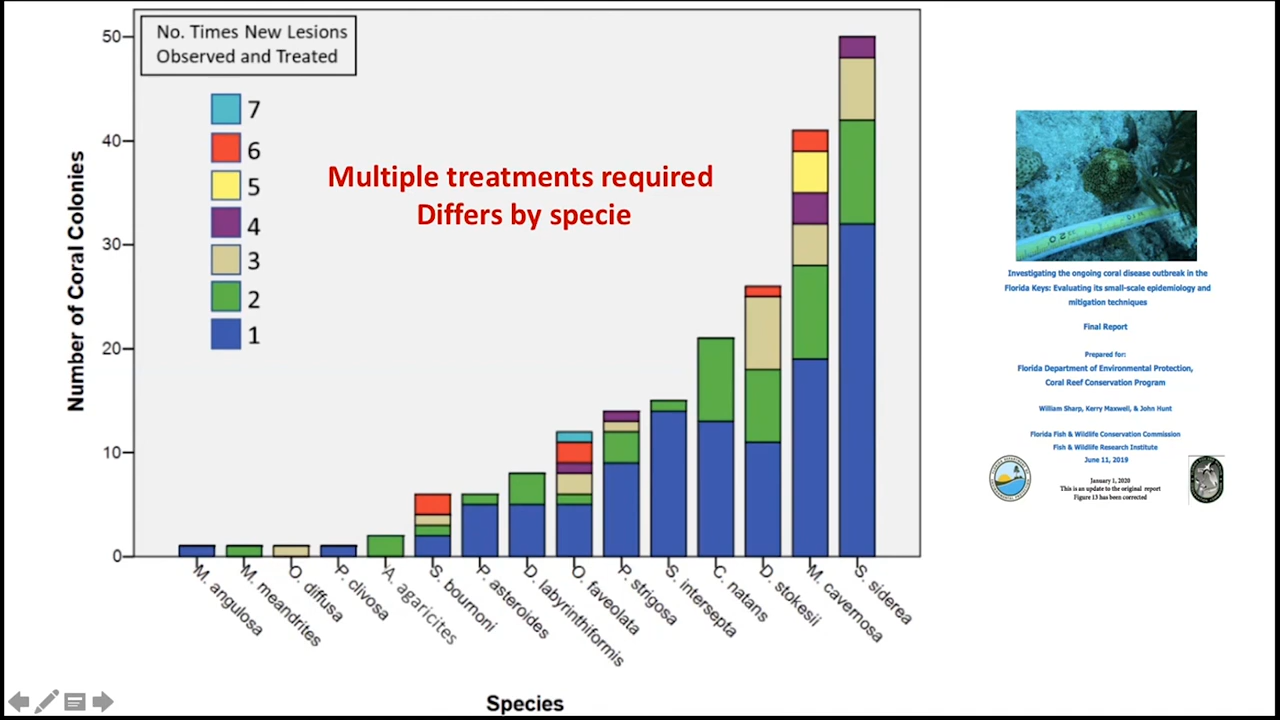 No. Times New Lesions
Observed and Treated
7
6
5
4
3
2
1
Multiple treatments required
Differs by specie
Number of Coral Colonies
50
40
30
20
10
0
M. angulosa
M. meandrites
O. diffusa
P. clivosa
A. agaricites
S. bournoni
P. asteroides
D. labyrinthiformis
O. faveolata
P. strigosa
S. intersepta
C. natans
D. stokesii
M. cavernosa
S. siderea
Species
Investigating the ongoing coral disease outbreak in the
Florida Keys: Evaluating its small-scale epidemiology and
mitigation techniques
Final Report
Prepared for:
Florida Department of Environmental Protection,
Coral Reef Conservation Program
William Sharp, Kerry Maxwell, & John Hunt
Florida Fish & Wildlife Conservation Commission
Fish & Wildlife Research Institute
June 11, 2019
January 1, 2020
This is an update to the original report
Figure 13 has been corrected